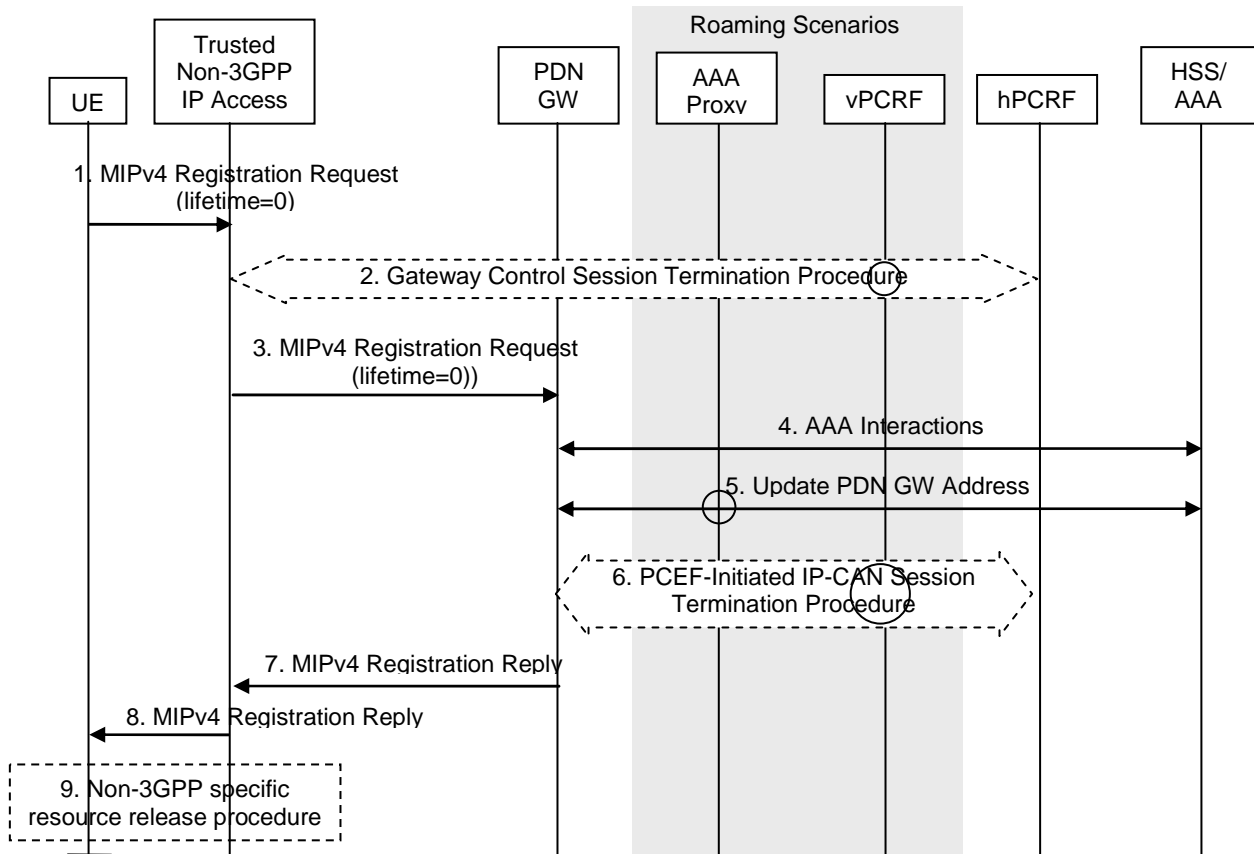 Roaming Scenarios
UE
Trusted
Non-3GPP
IP Access
PDN
GW
AAA
Proxy
vPCRF
hPCRF
HSS/
AAA
1. MIPv4 Registration Request
(lifetime=0)
2. Gateway Control Session Termination Procedure
3. MIPv4 Registration Request
(lifetime=0))
4. AAA Interactions
5. Update PDN GW Address
6. PCEF-Initiated IP-CAN Session
Termination Procedure
7. MIPv4 Registration Reply
8. MIPv4 Registration Reply
9. Non-3GPP specific
resource release procedure